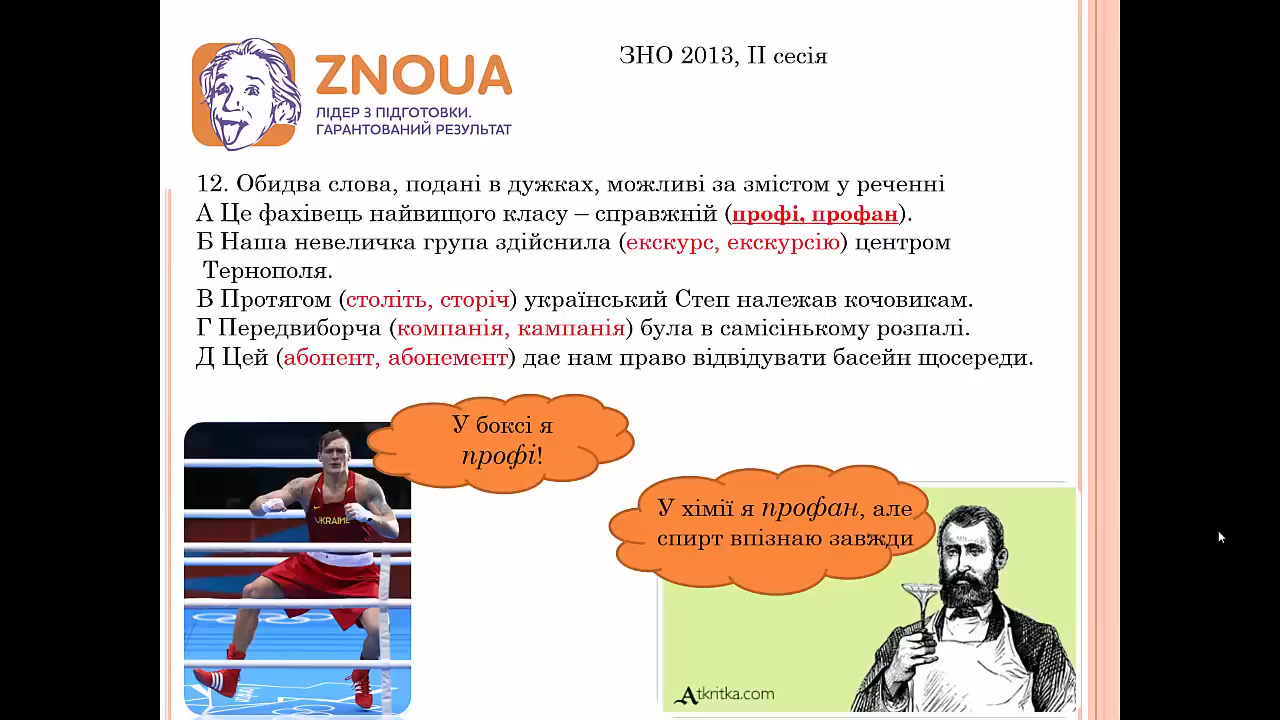 ZNOUA
ЛІДЕР З ПІДГОТОВКИ.
ГАРАНТОВАНИЙ РЕЗУЛЬТАТ
ЗНО 2013, ІІ сесія
12. Обидва слова, подані в дужках, можливі за змістом у реченні
А Це фахівець найвищого класу – справжній (профі, профан).
Б Наша невеличка група здійснила (екскурс, екскурсію) центром
Тернополя.
В Протягом (століть, сторіч) український Степ належав кочовикам.
Г Передвиборча (компанія, кампанія) була в самісінькому розпалі.
Д Цей (абонент, абонемент) дає нам право відвідувати басейн щосереди.
У боксі я
профі!
UKRAINE
У хімії я профан, але
спирт впізнаю завжди
Atkritka.com